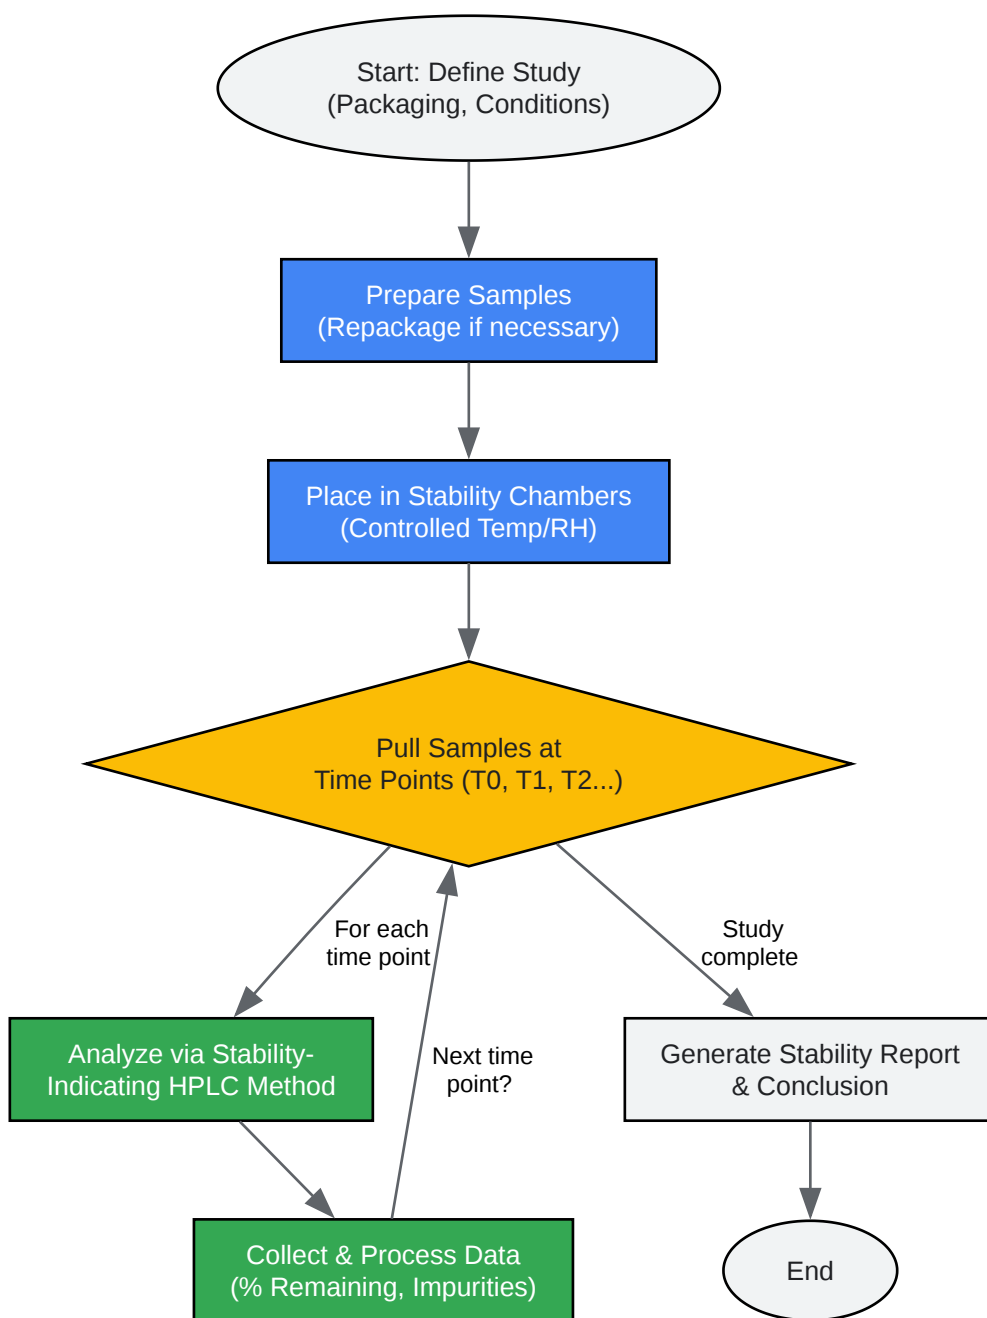 Start: Define Study
(Packaging, Conditions)
Prepare Samples
(Repackage if necessary)
Place in Stability Chambers
(Controlled Temp/RH)
Pull Samples at
Time Points (T0, T1, T2...)
For each
time point
Study
complete
Analyze via Stability-
Indicating HPLC Method
Next time
point?
Generate Stability Report
& Conclusion
Collect & Process Data
(% Remaining, Impurities)
End